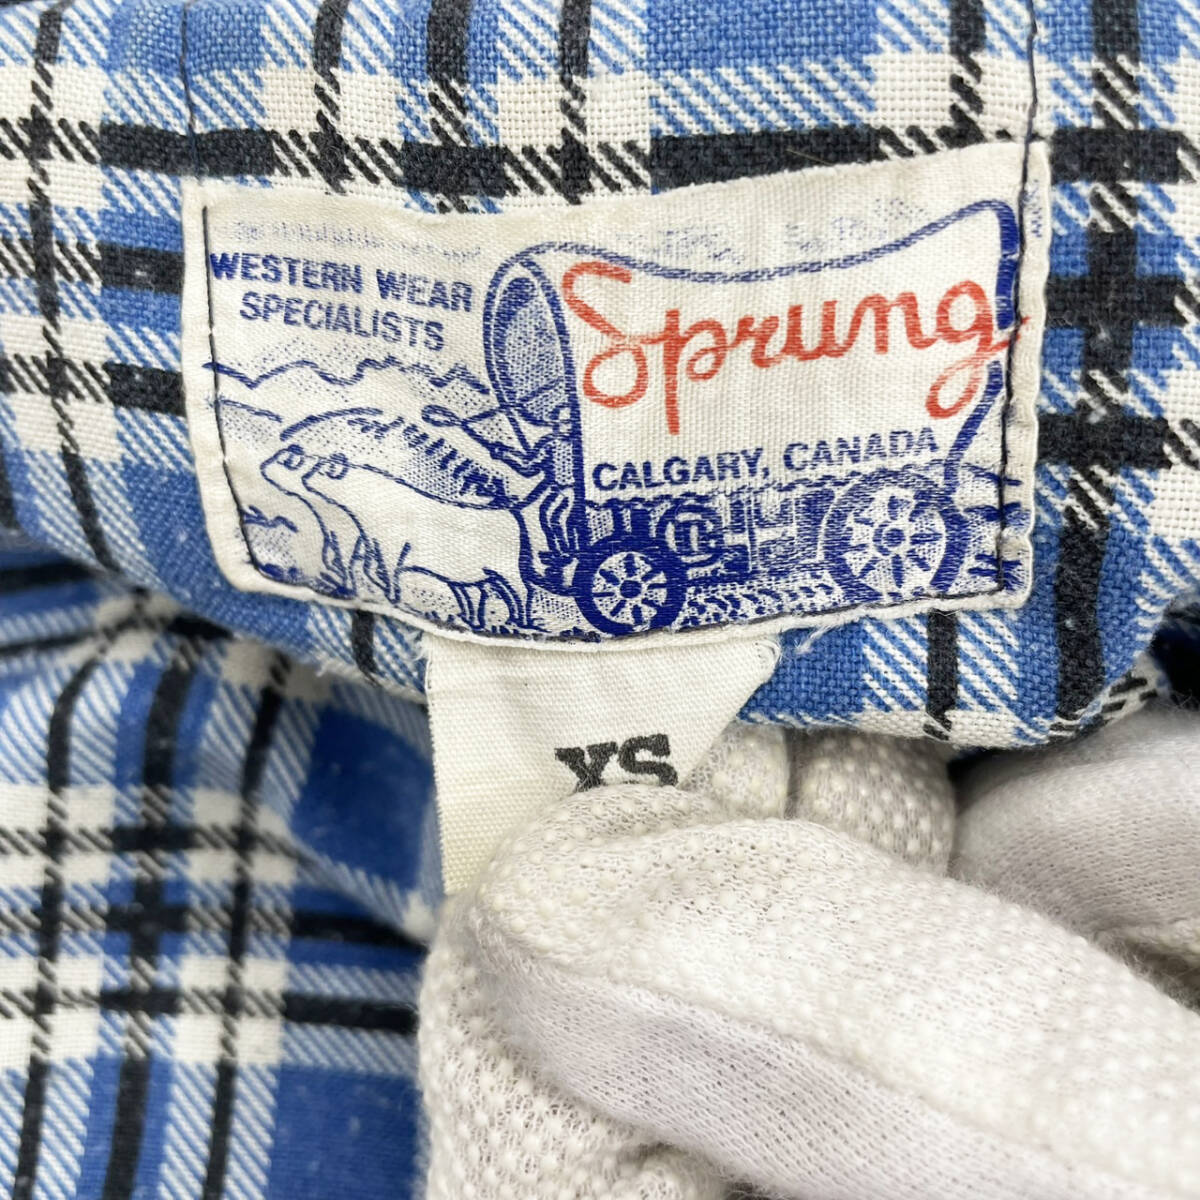 WESTERN WEAR
SPECIALISTS
Sprung
CALGARY, CANADA
XS